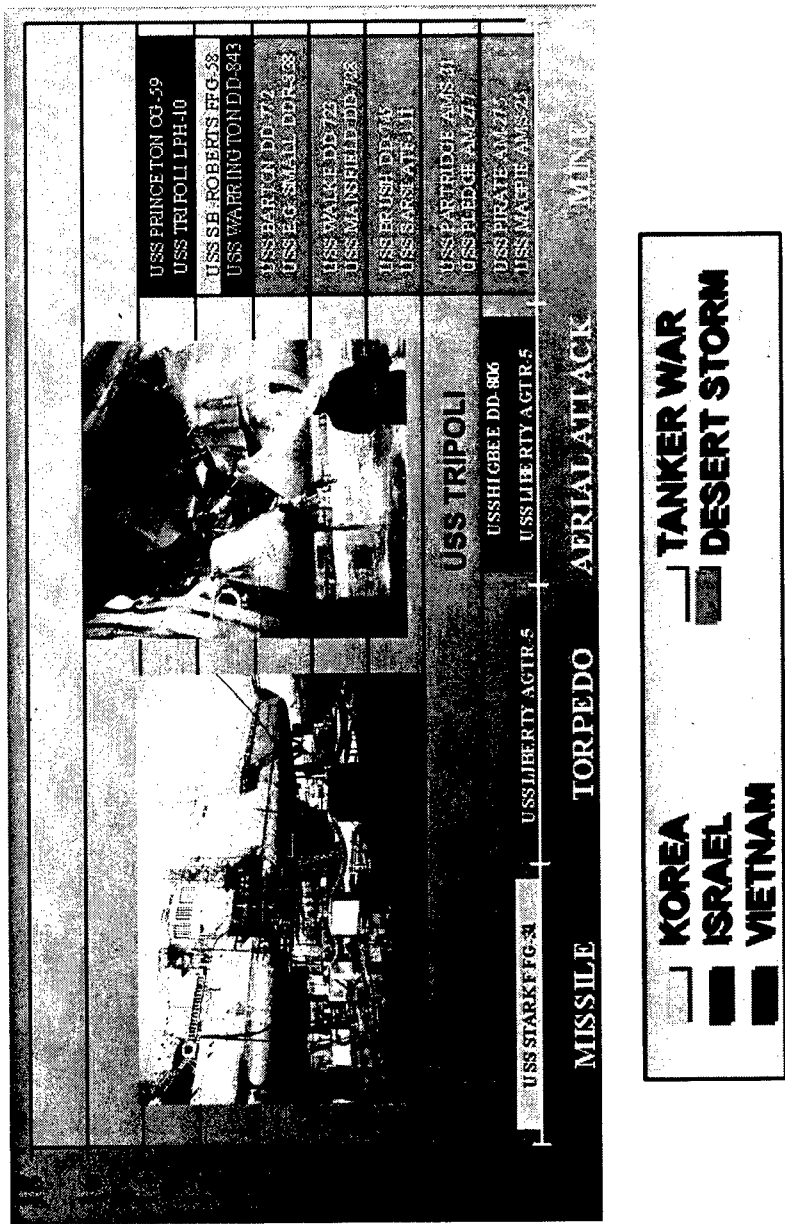 USS PRINCETON CG-59
USS TRIPOLI LPH-10
USS S.B. ROBERTS FFG-58
USS WARRINGTON DD-843
USS BARTON DD-722
USS E.G. SMALL DDR-838
USS WALKE DD-723
USS MANSFIELD DD-728
USS BRUSH DD-745
USS SARSI ATF-111
USS PARTRIDGE AMS-31
USS PLEDGE AM-277
USS PIRATE AM-275
USS MAGPIE AMS-25
USS TRIPOLI
USS HIGBEE DD-806
USS LIBERTY AGTR-5
USS LIBERTY AGTR-5
USS STARK FFG-31
MISSILE
TORPEDO
AERIAL ATTACK
MINE
KOREA
ISRAEL
VIETNAM
TANKER WAR
DESERT STORM